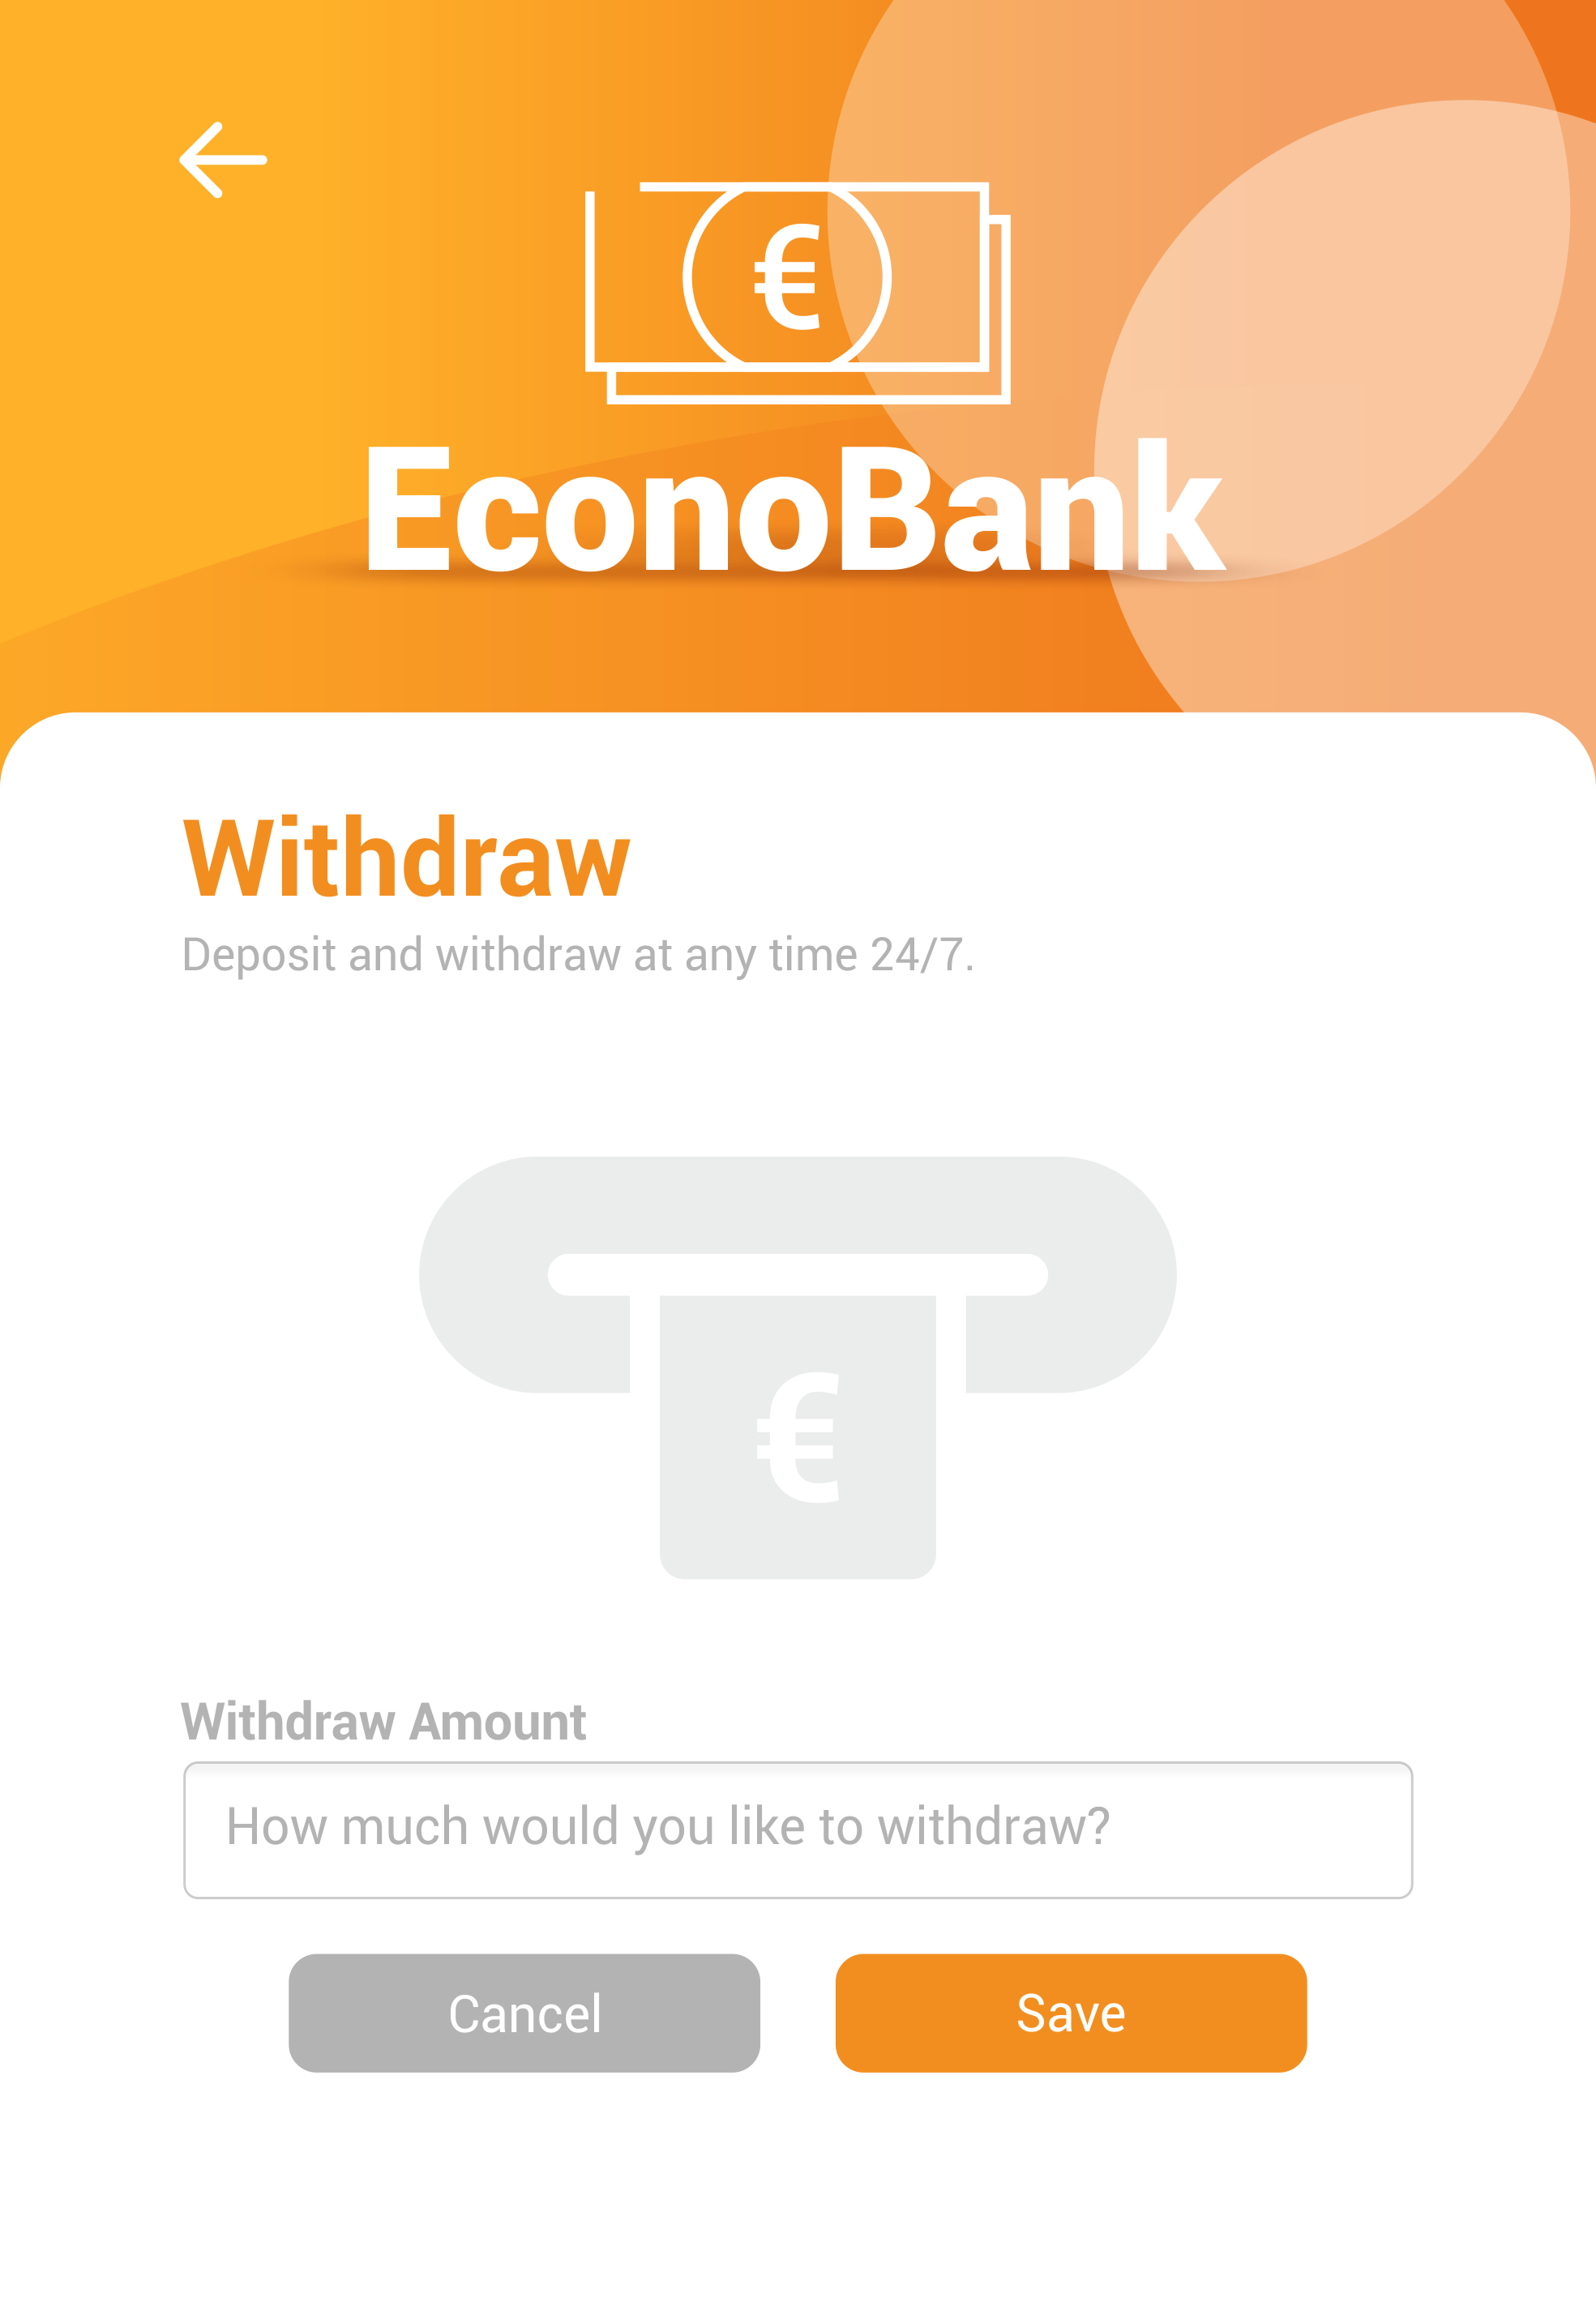 €
EconoBank
Withdraw
Deposit and withdraw at any time 24/7.
€
Withdraw Amount
How much would you like to withdraw?
Cancel
Save